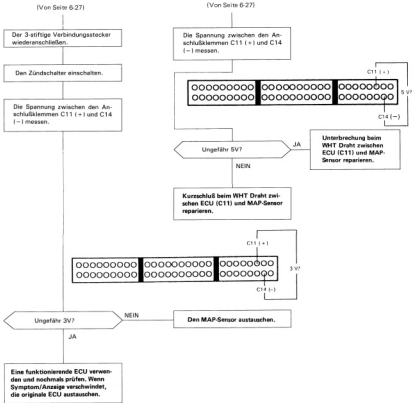 (Von Seite 6-27)
Der 3-stiftige Verbindungsstecker
wiederanschließen.
Den Zündschalter einschalten.
Die Spannung zwischen den An-
schlußklemmen C11 (+) und C14
(−) messen.
(Von Seite 6-27)
Die Spannung zwischen den An-
schlußklemmen C11 (+) und C14
(−) messen.
C11 (+)
5 V?
C14 (−)
Ungefähr 5V?
JA
Unterbrechung beim
WHT Draht zwischen
ECU (C11) und MAP-
Sensor reparieren.
NEIN
Kurzschluß beim WHT Draht zwi-
schen ECU (C11) und MAP-Sensor
reparieren.
C11 (+)
3 V?
C14 (−)
Ungefähr 3V?
NEIN
Den MAP-Sensor austauschen.
JA
Eine funktionierende ECU verwen-
den und nochmals prüfen. Wenn
Symptom/Anzeige verschwindet,
die originale ECU austauschen.